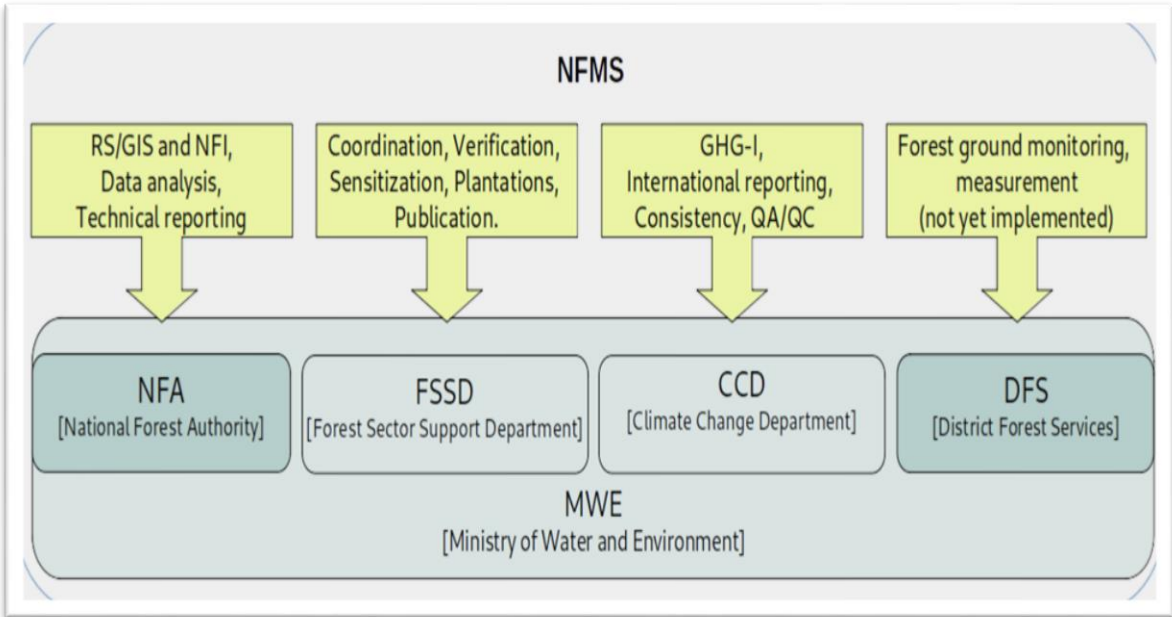 NFMS
RS/GIS and NFI,
Data analysis,
Technical reporting
Coordination, Verification,
Sensitization, Plantations,
Publication.
GHG-I,
International reporting,
Consistency, QA/QC
Forest ground monitoring,
measurement
(not yet implemented)
NFA
[National Forest Authority]
FSSD
[Forest Sector Support Department]
CCD
[Climate Change Department]
DFS
[District Forest Services]
MWE
[Ministry of Water and Environment]